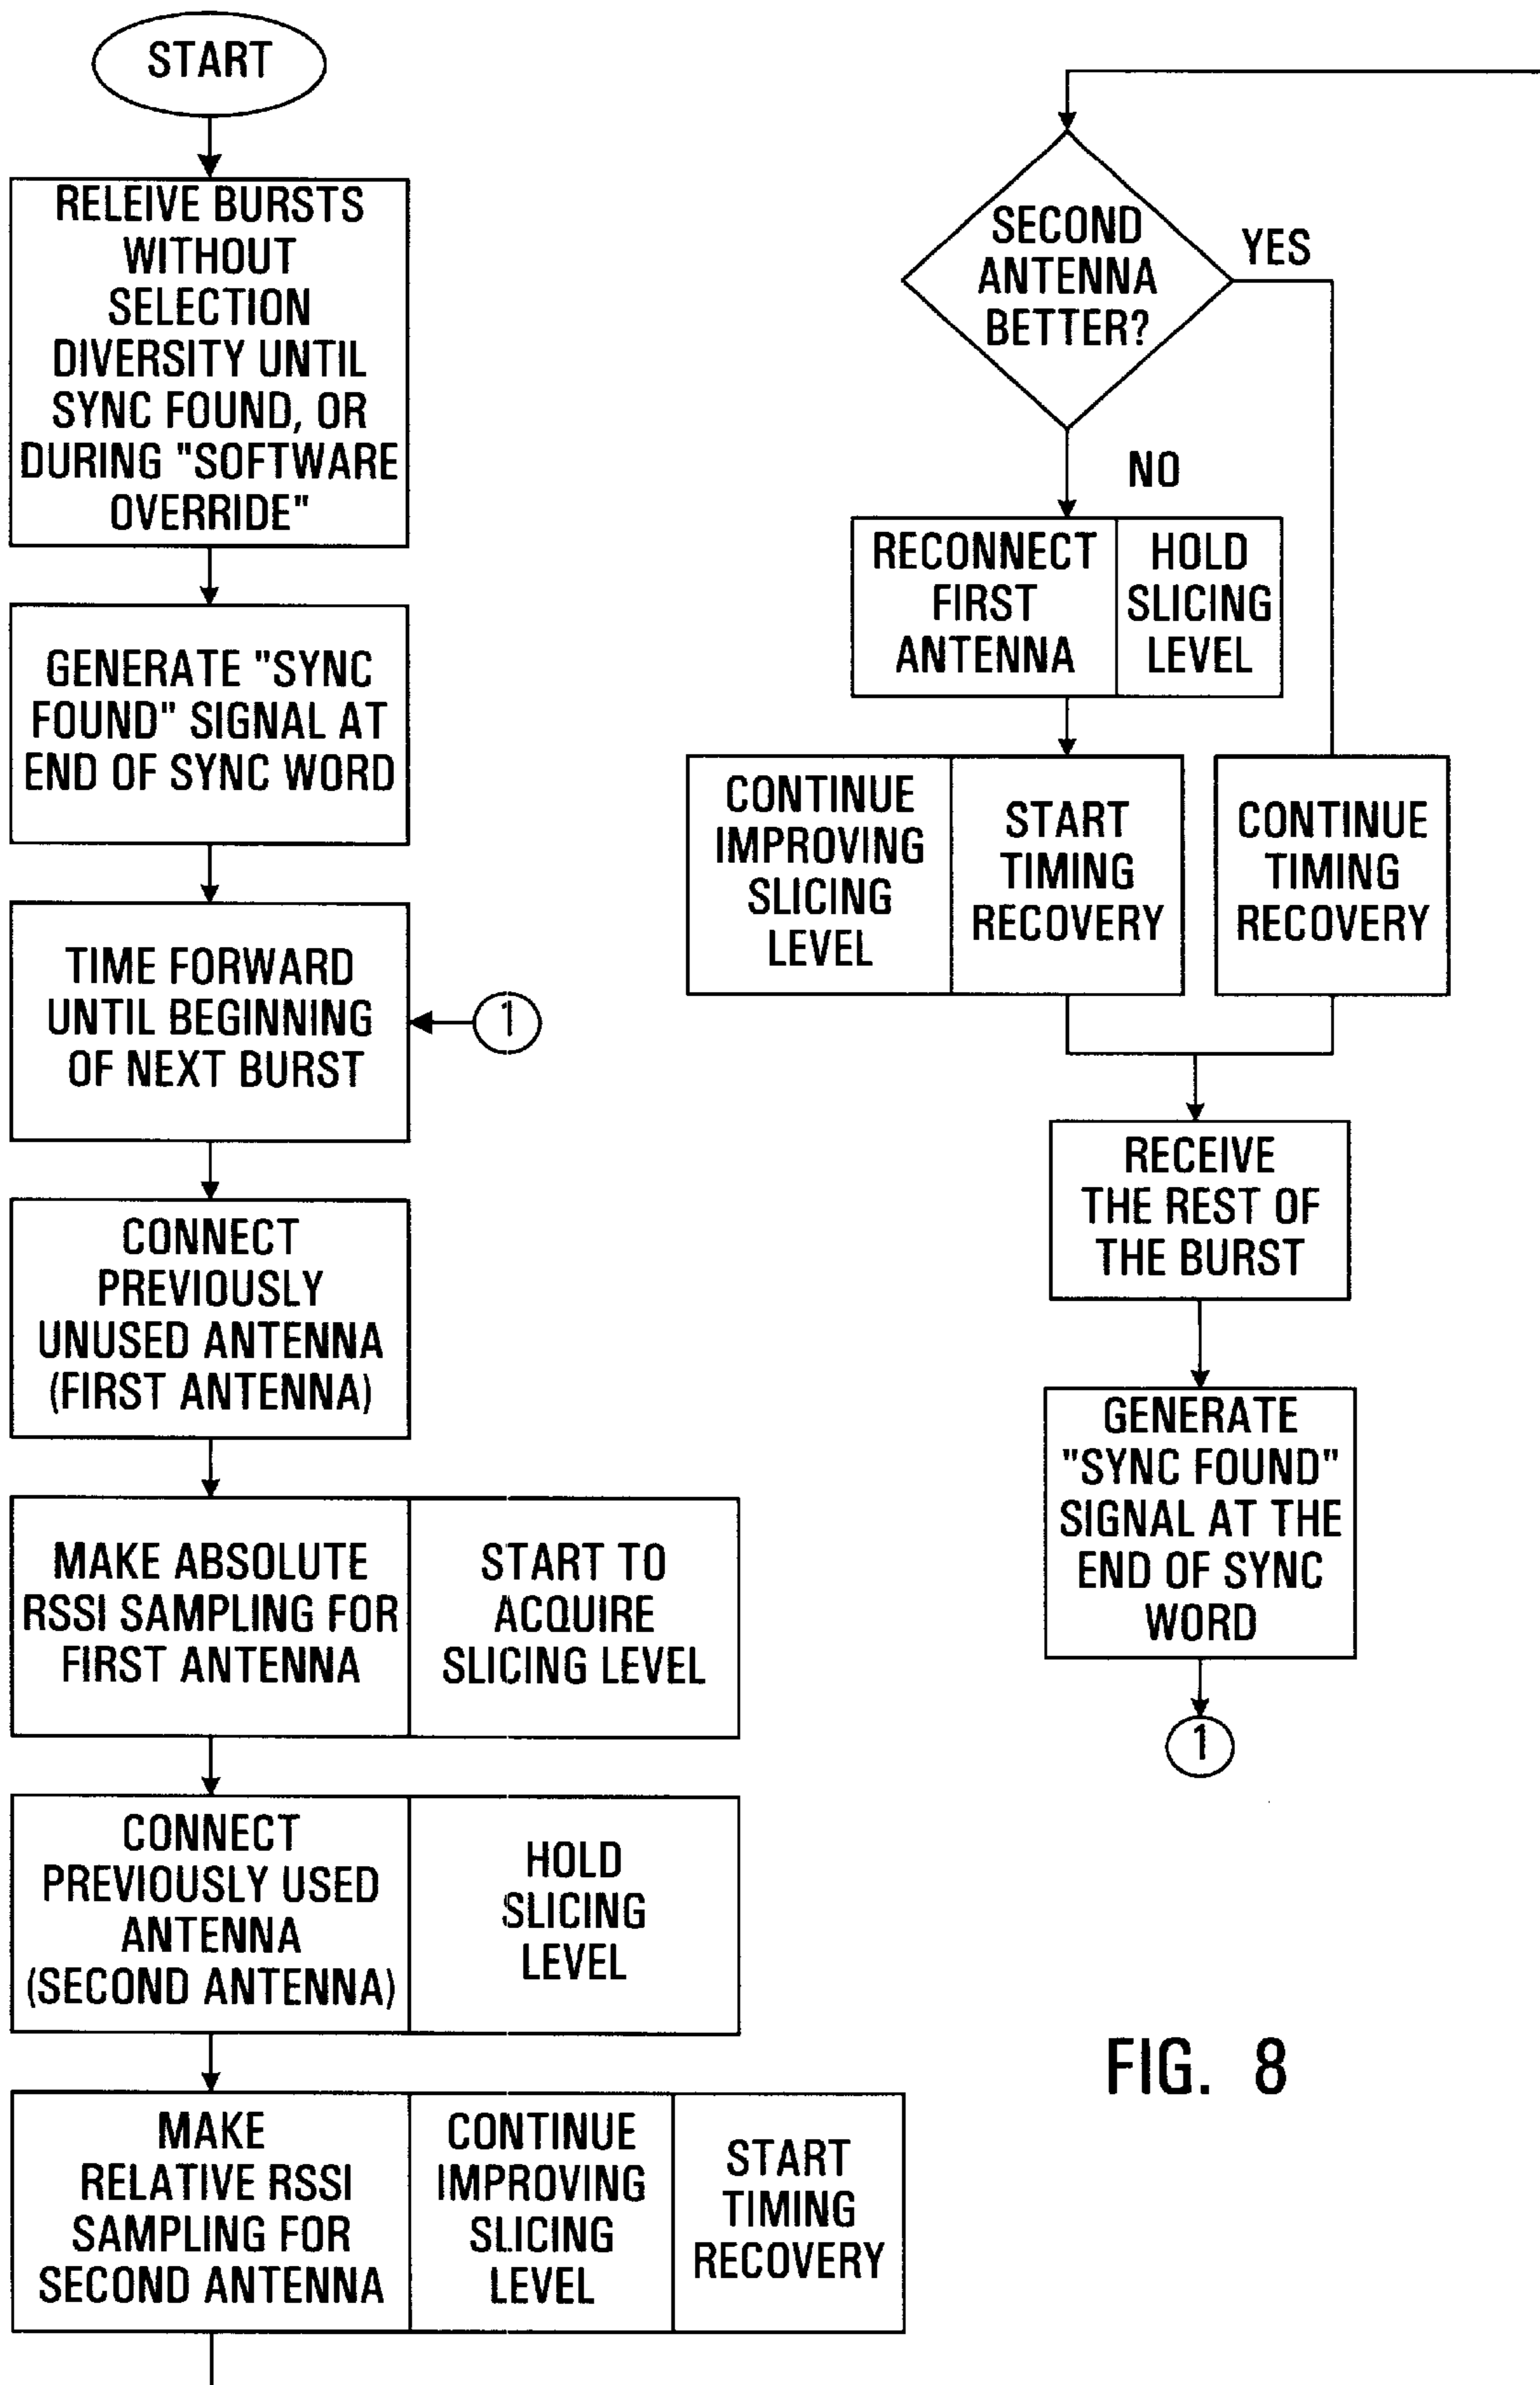 START
RELEIVE BURSTS
WITHOUT
SELECTION
DIVERSITY UNTIL
SYNC FOUND, OR
DURING "SOFTWARE
OVERRIDE"
GENERATE "SYNC
FOUND" SIGNAL AT
END OF SYNC WORD
TIME FORWARD
UNTIL BEGINNING
OF NEXT BURST
1
CONNECT
PREVIOUSLY
UNUSED ANTENNA
(FIRST ANTENNA)
MAKE ABSOLUTE
RSSI SAMPLING FOR
FIRST ANTENNA
START TO
ACQUIRE
SLICING LEVEL
CONNECT
PREVIOUSLY USED
ANTENNA
(SECOND ANTENNA)
HOLD
SLICING
LEVEL
MAKE
RELATIVE RSSI
SAMPLING FOR
SECOND ANTENNA
CONTINUE
IMPROVING
SLICING
LEVEL
START
TIMING
RECOVERY
SECOND
ANTENNA
BETTER?
YES
NO
RECONNECT
FIRST
ANTENNA
HOLD
SLICING
LEVEL
CONTINUE
IMPROVING
SLICING
LEVEL
START
TIMING
RECOVERY
CONTINUE
TIMING
RECOVERY
RECEIVE
THE REST OF
THE BURST
GENERATE
"SYNC FOUND"
SIGNAL AT THE
END OF SYNC
WORD
1
FIG. 8